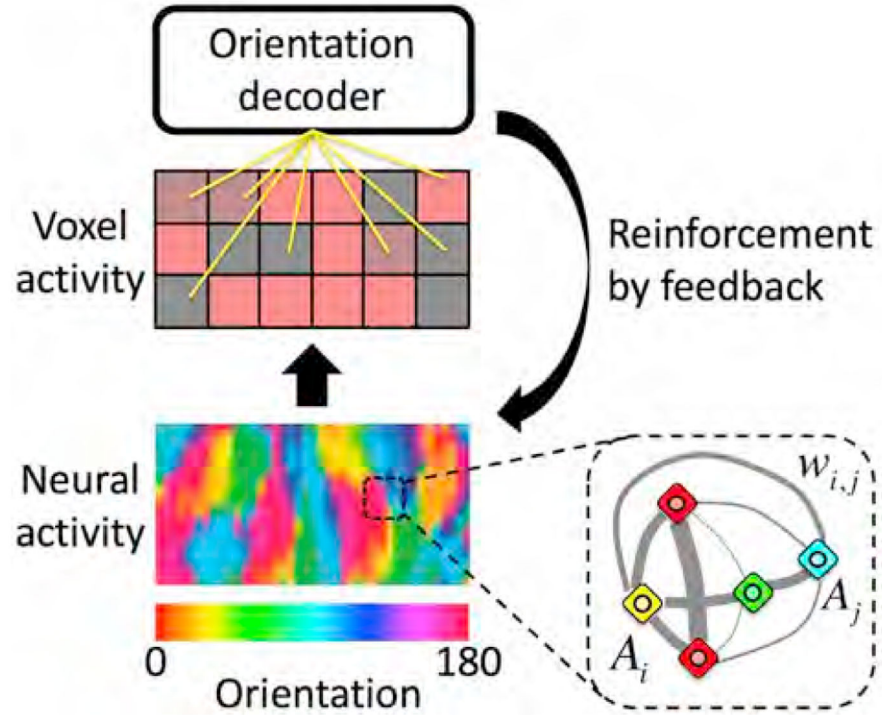 Orientation
decoder
Voxel
activity
Reinforcement
by feedback
Neural
activity
w_{i,j}
A_i
A_j
0
180
Orientation